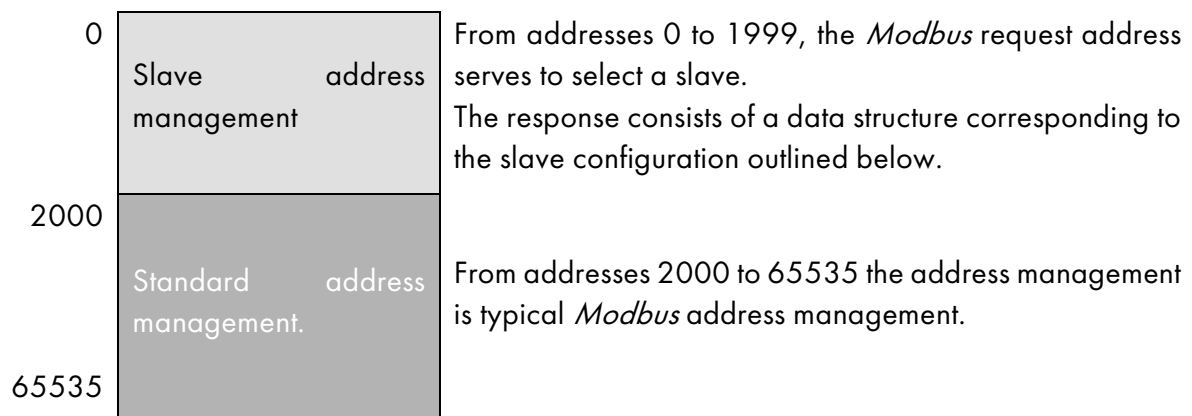 0
Slave address
management
From addresses 0 to 1999, the Modbus request address
serves to select a slave.
The response consists of a data structure corresponding to
the slave configuration outlined below.
2000
Standard address
management.
From addresses 2000 to 65535 the address management
is typical Modbus address management.
65535